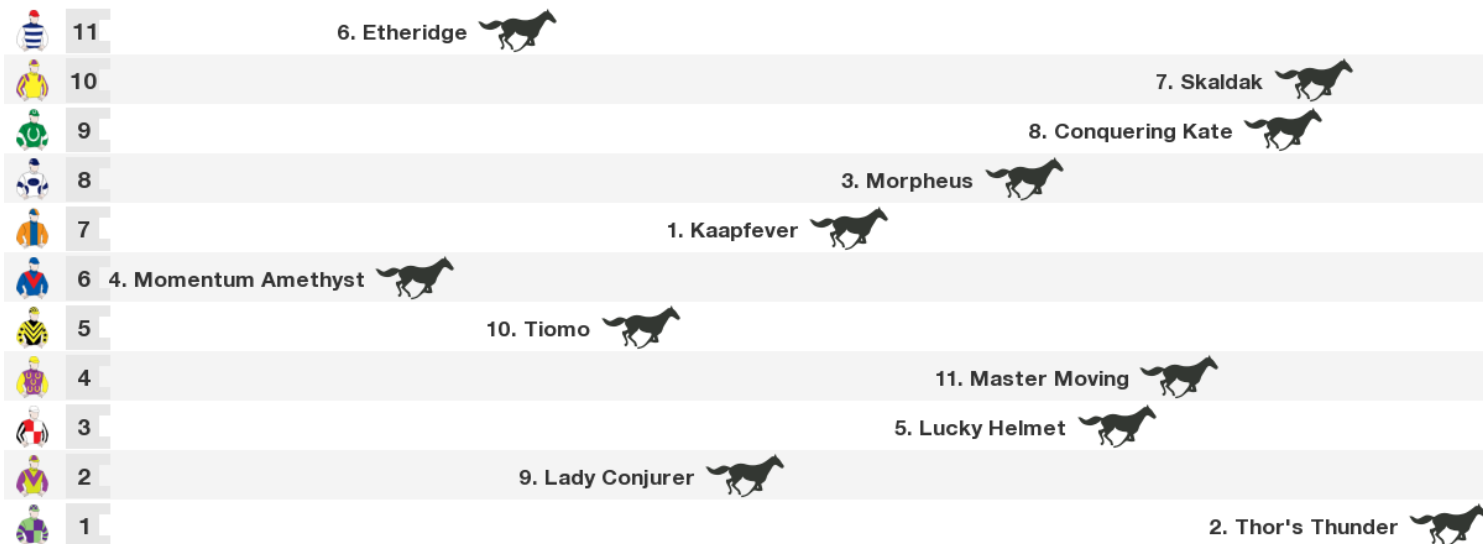 11 6. Etheridge
10 7. Skaldak
9 8. Conquering Kate
8 3. Morpheus
7 1. Kaapfever
6 4. Momentum Amethyst
5 10. Tiomo
4 11. Master Moving
3 5. Lucky Helmet
2 9. Lady Conjurer
1 2. Thor's Thunder